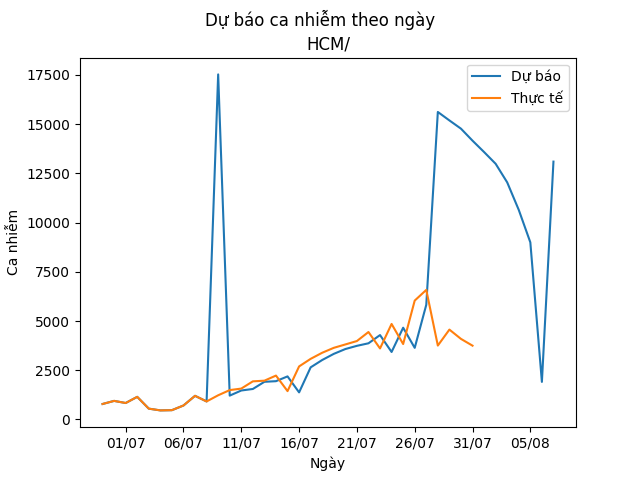 Dự báo ca nhiễm theo ngày
HCM/
Dự báo
Thực tế
Ca nhiễm
17500
15000
12500
10000
7500
5000
2500
0
01/07
06/07
11/07
16/07
21/07
26/07
31/07
05/08
Ngày